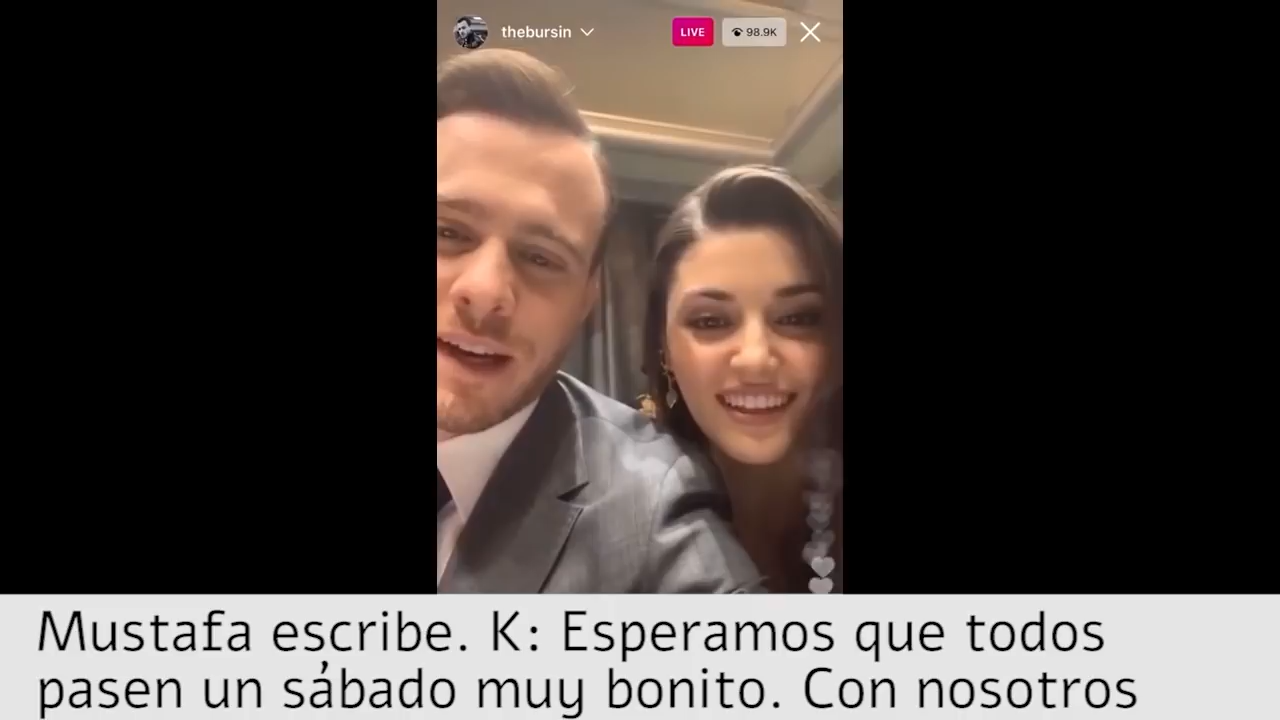 thebursin
LIVE
98.9K
Mustafa escribe. K: Esperamos que todos
pasen un sábado muy bonito. Con nosotros